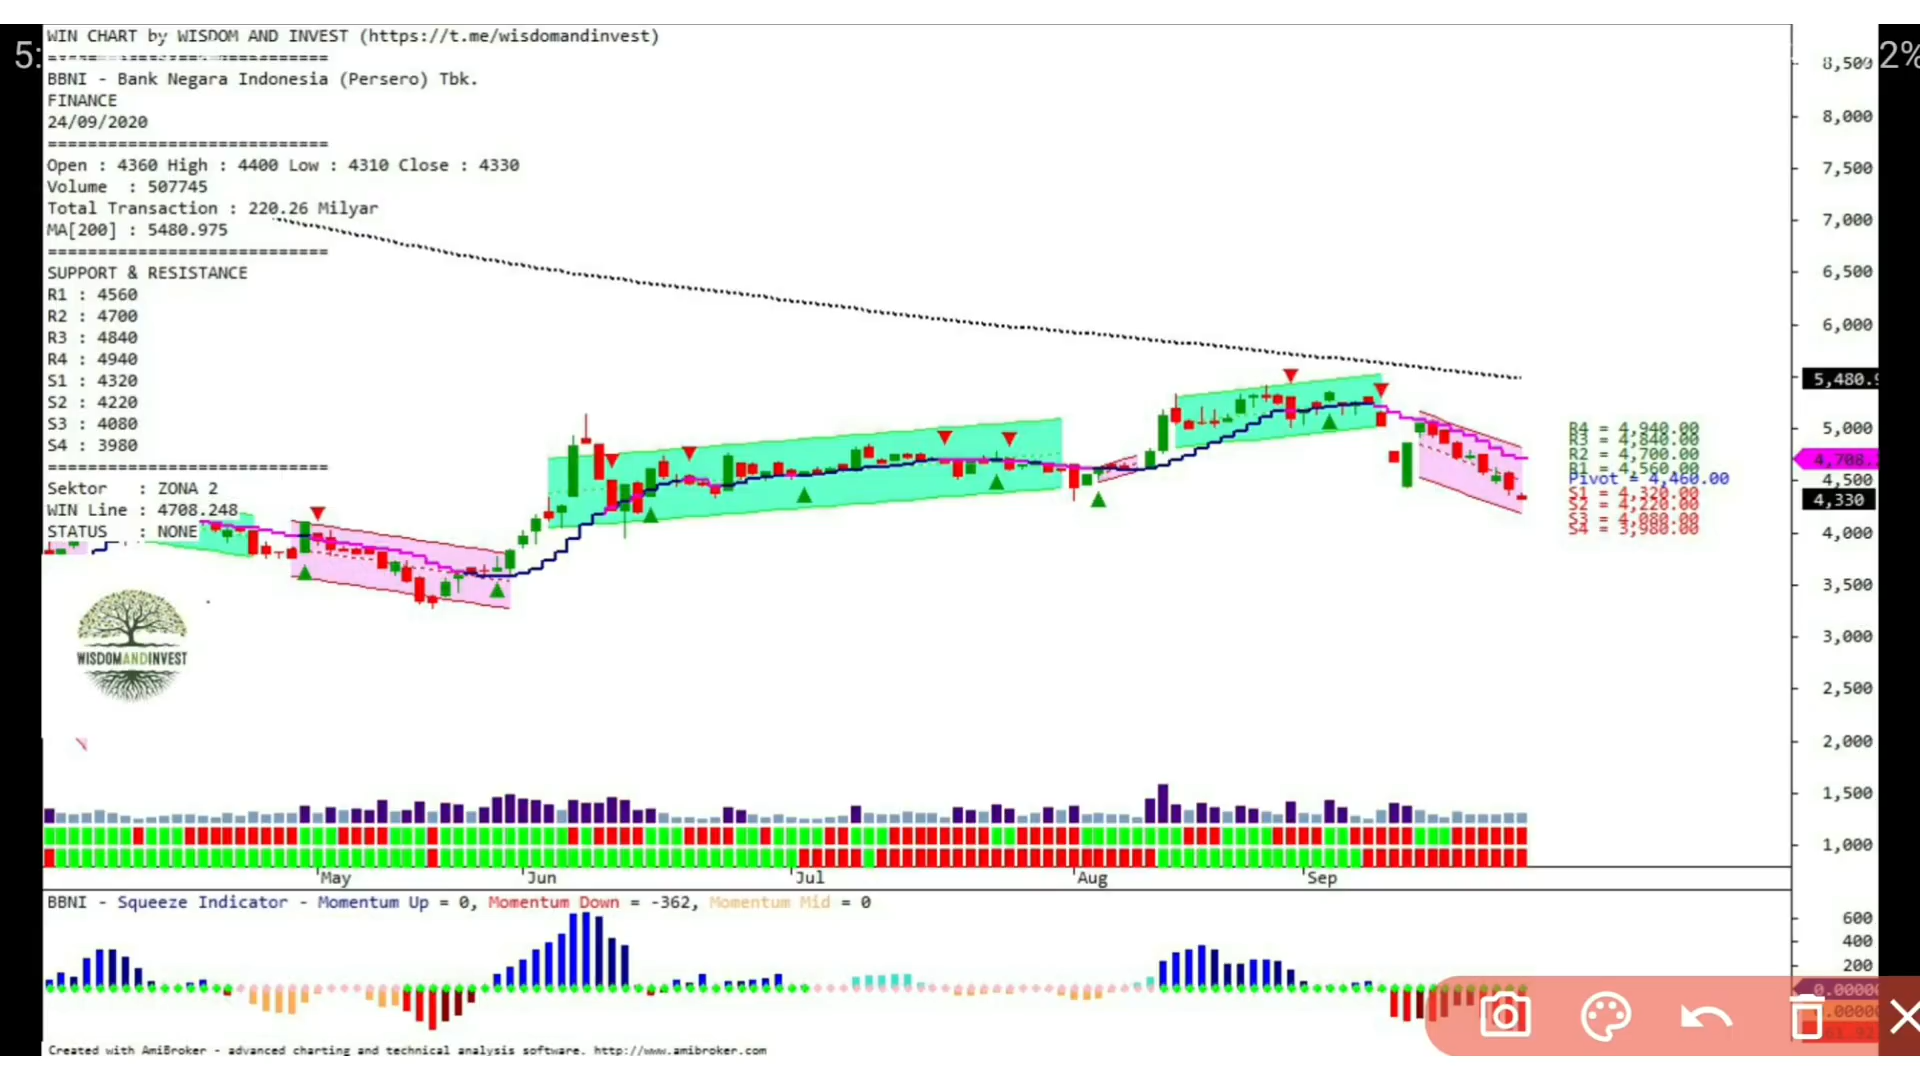 WIN CHART by WISDOM AND INVEST (https://t.me/wisdomandinvest)
============================
BBNI - Bank Negara Indonesia (Persero) Tbk.
FINANCE
24/09/2020
============================
Open : 4360 High : 4400 Low : 4310 Close : 4330
Volume : 507745
Total Transaction : 220.26 Milyar
MA[200] : 5480.975
============================
SUPPORT & RESISTANCE
R1 : 4560
R2 : 4700
R3 : 4840
R4 : 4940
S1 : 4320
S2 : 4220
S3 : 4080
S4 : 3980
============================
Sektor : ZONA 2
WIN Line : 4708.248
STATUS : NONE
WISDOMANDINVEST
5:
2%
8,500
8,000
7,500
7,000
6,500
6,000
5,480.9
5,000
4,708.
4,500
4,330
4,000
3,500
3,000
2,500
2,000
1,500
1,000
R4 = 4,940.00
R3 = 4,840.00
R2 = 4,700.00
R1 = 4,560.00
Pivot = 4,460.00
S1 = 4,320.00
S2 = 4,220.00
S3 = 4,080.00
S4 = 3,980.00
May Jun Jul Aug Sep
BBNI - Squeeze Indicator - Momentum Up = 0, Momentum Down = -362, Momentum Mid = 0
600
400
200
0.00000
Created with AmiBroker - advanced charting and technical analysis software. http://www.amibroker.com